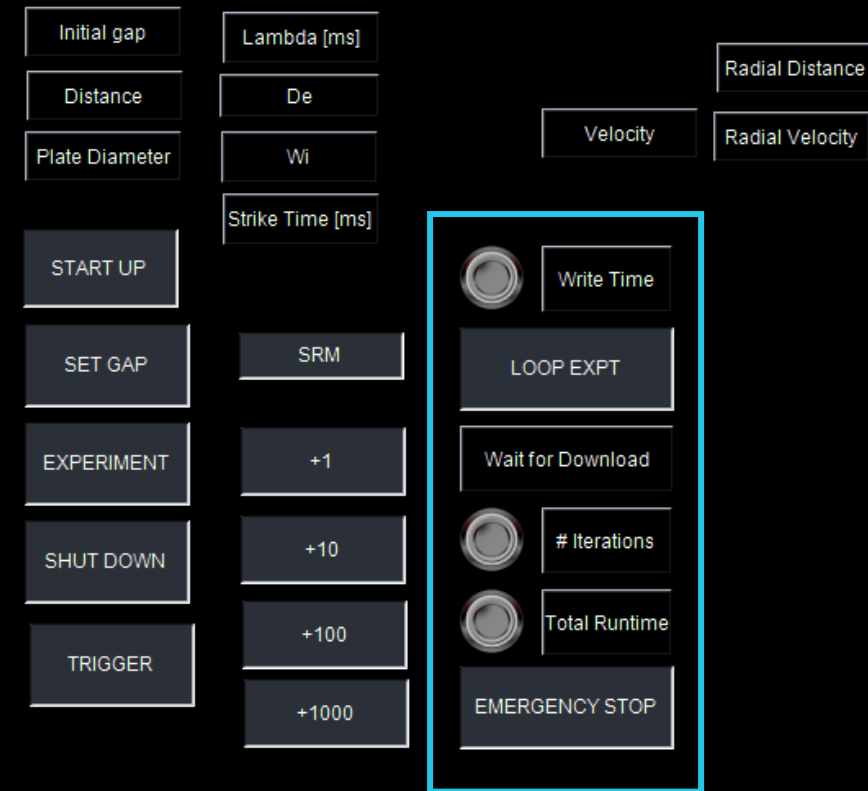 Initial gap
Distance
Plate Diameter
START UP
SET GAP
EXPERIMENT
SHUT DOWN
TRIGGER
Lambda [ms]
De
Wi
Strike Time [ms]
SRM
+1
+10
+100
+1000
Write Time
LOOP EXPT
Wait for Download
# Iterations
Total Runtime
EMERGENCY STOP
Velocity
Radial Distance
Radial Velocity